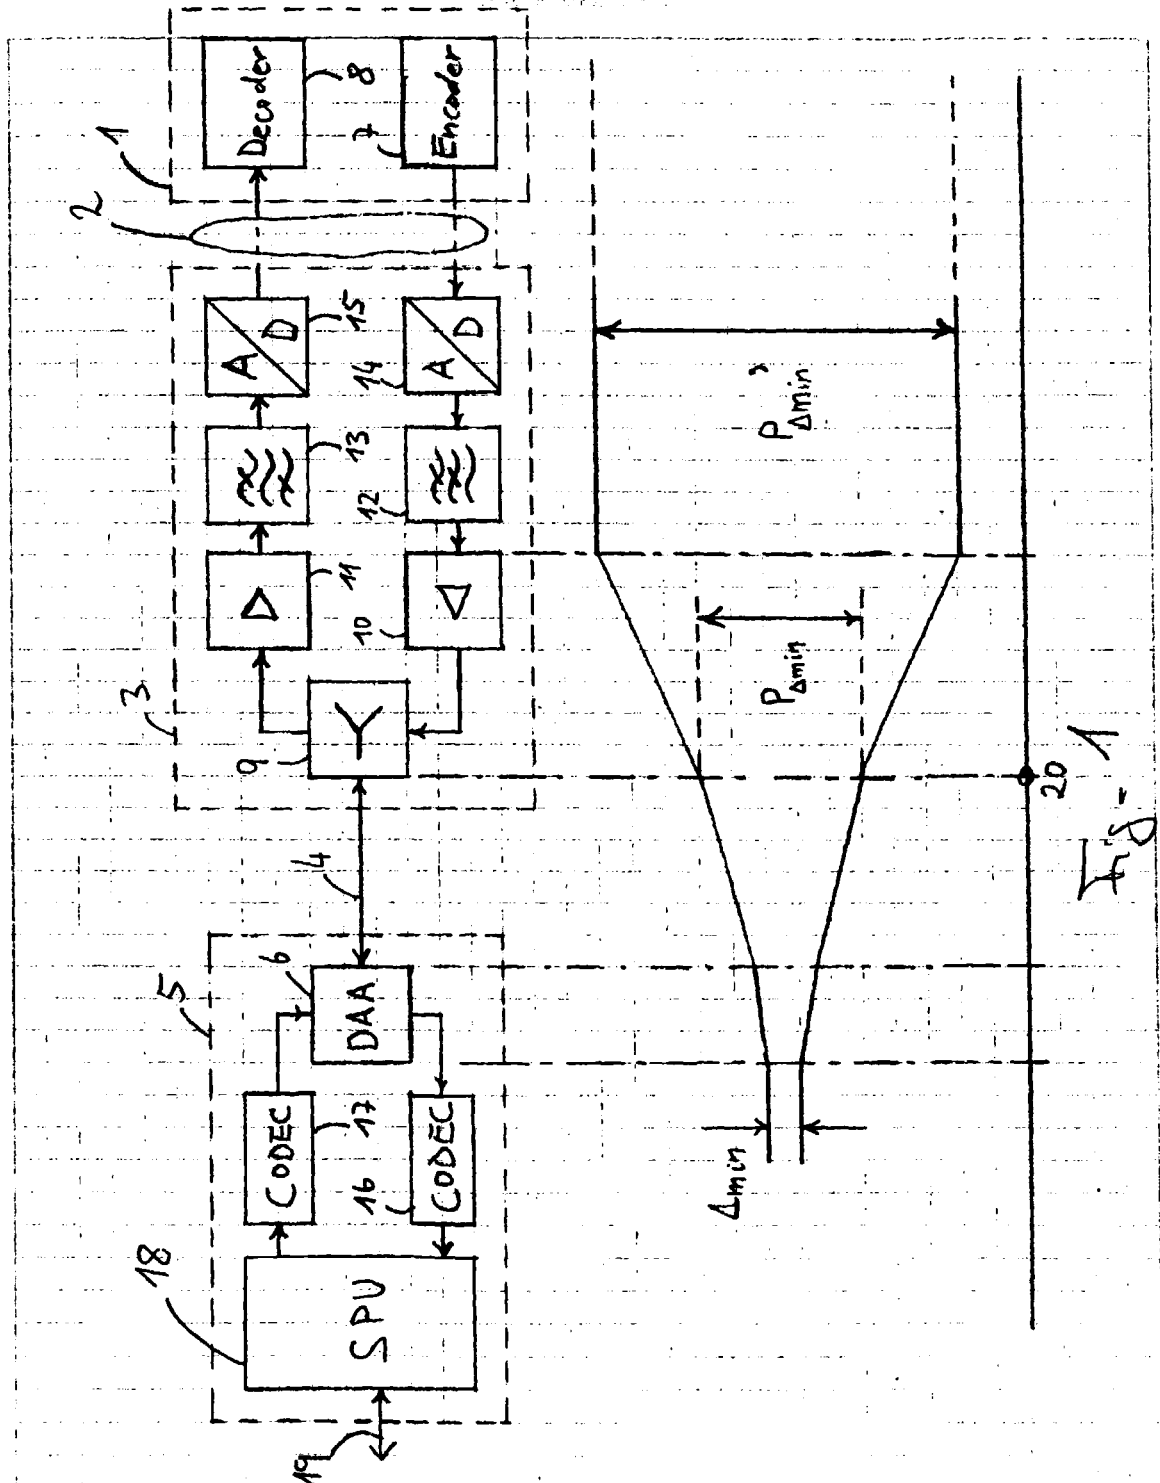 1
2
3
4
5
Decoder
8
7
Encoder
A
D
15
14
A
D
13
12
11
10
9
6
DAA
CODEC
17
16
CODEC
18
SPU
19
PΔmin'
PΔmin
Δmin
20
Fig. 1